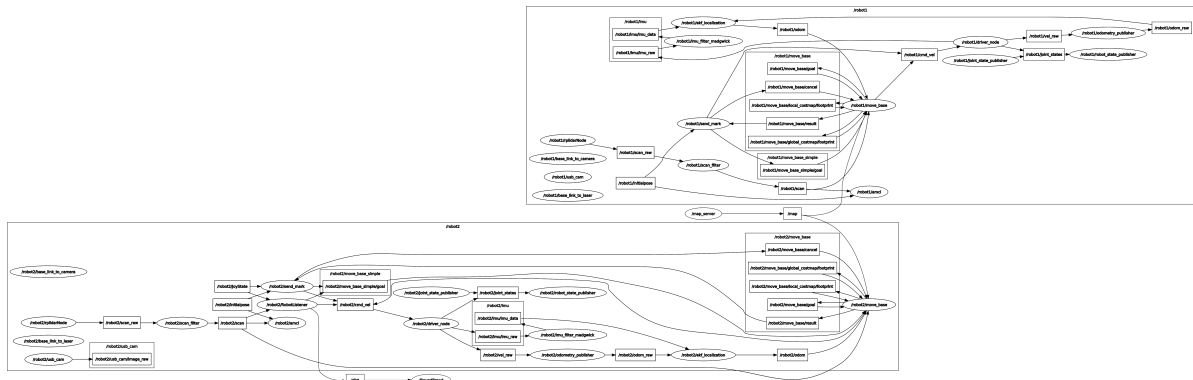 /robot1
/robot1/imu
/robot1/imu/imu_data
/robot1/imu/imu_raw
/robot1/ekf_localization
/robot1/imu_filter_madgwick
/robot1/odom
/robot1/driver_node
/robot1/vel_raw
/robot1/odometry_publisher
/robot1/odom_raw
/robot1/cmd_vel
/robot1/joint_states
/robot1/robot_state_publisher
/robot1/joint_state_publisher
/robot1/move_base
/robot1/move_base/goal
/robot1/move_base/cancel
/robot1/move_base/local_costmap/footprint
/robot1/move_base
/robot1/move_base/result
/robot1/move_base/global_costmap/footprint
/robot1/send_mark
/robot1/move_base_simple
/robot1/move_base_simple/goal
/robot1/rplidarNode
/robot1/scan_raw
/robot1/base_link_to_camera
/robot1/scan_filter
/robot1/usb_cam
/robot1/initialpose
/robot1/scan
/robot1/amcl
/robot1/base_link_to_laser
/map_server
/map
/robot2
/robot2/move_base
/robot2/move_base/cancel
/robot2/move_base/global_costmap/footprint
/robot2/move_base/local_costmap/footprint
/robot2/move_base/goal
/robot2/move_base/result
/robot2/move_base
/robot2/base_link_to_camera
/robot2/JoyState
/robot2/send_mark
/robot2/move_base_simple
/robot2/move_base_simple/goal
/robot2/initialpose
/robot2/cmd_vel
/robot2/joint_state_publisher
/robot2/joint_states
/robot2/robot_state_publisher
/robot2/rplidarNode
/robot2/scan_raw
/robot2/scan_filter
/robot2/scan
/robot2/amcl
/robot2/driver_node
/robot2/imu
/robot2/imu/imu_data
/robot2/imu/imu_raw
/robot2/imu_filter_madgwick
/robot2/base_link_to_laser
/robot2/usb_cam
/robot2/usb_cam
/robot2/usb_cam/image_raw
/robot2/vel_raw
/robot2/odometry_publisher
/robot2/odom_raw
/robot2/ekf_localization
/robot2/odom